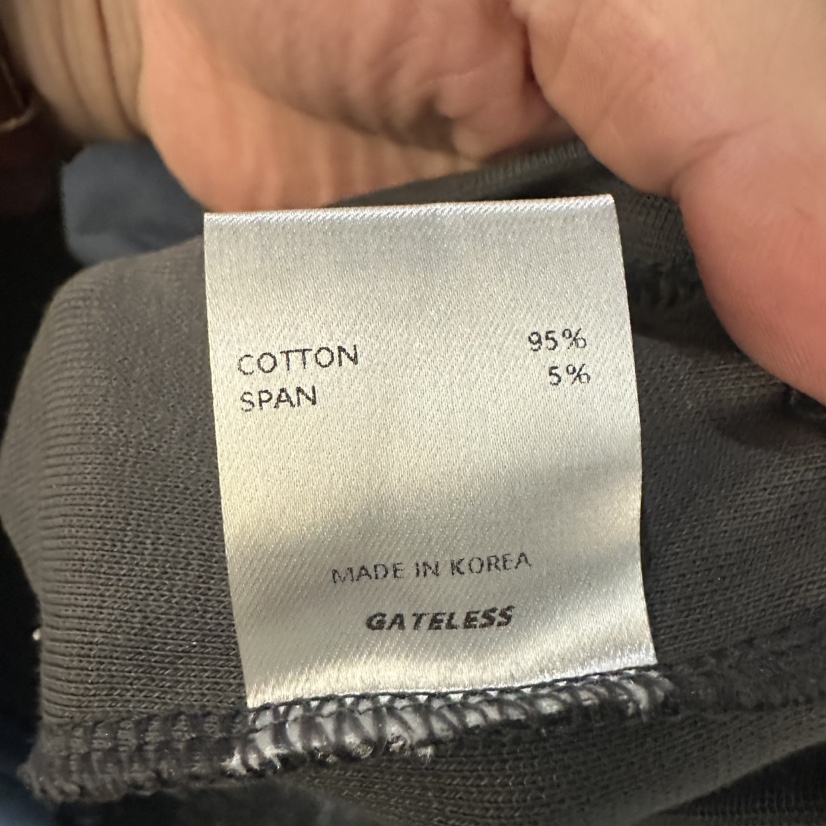 COTTON 95%
SPAN 5%
MADE IN KOREA
GATELESS